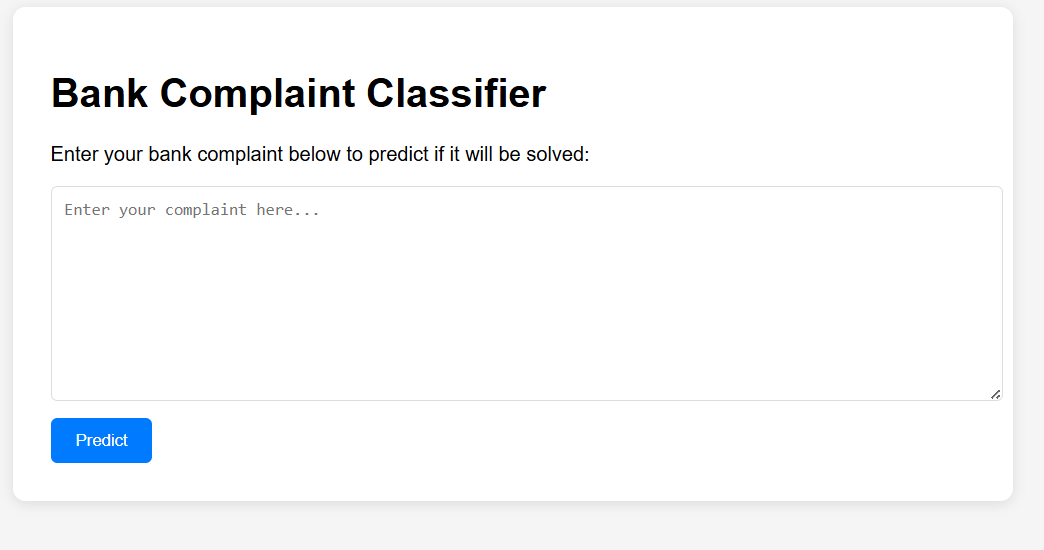 Bank Complaint Classifier
Enter your bank complaint below to predict if it will be solved:
Enter your complaint here...
Predict